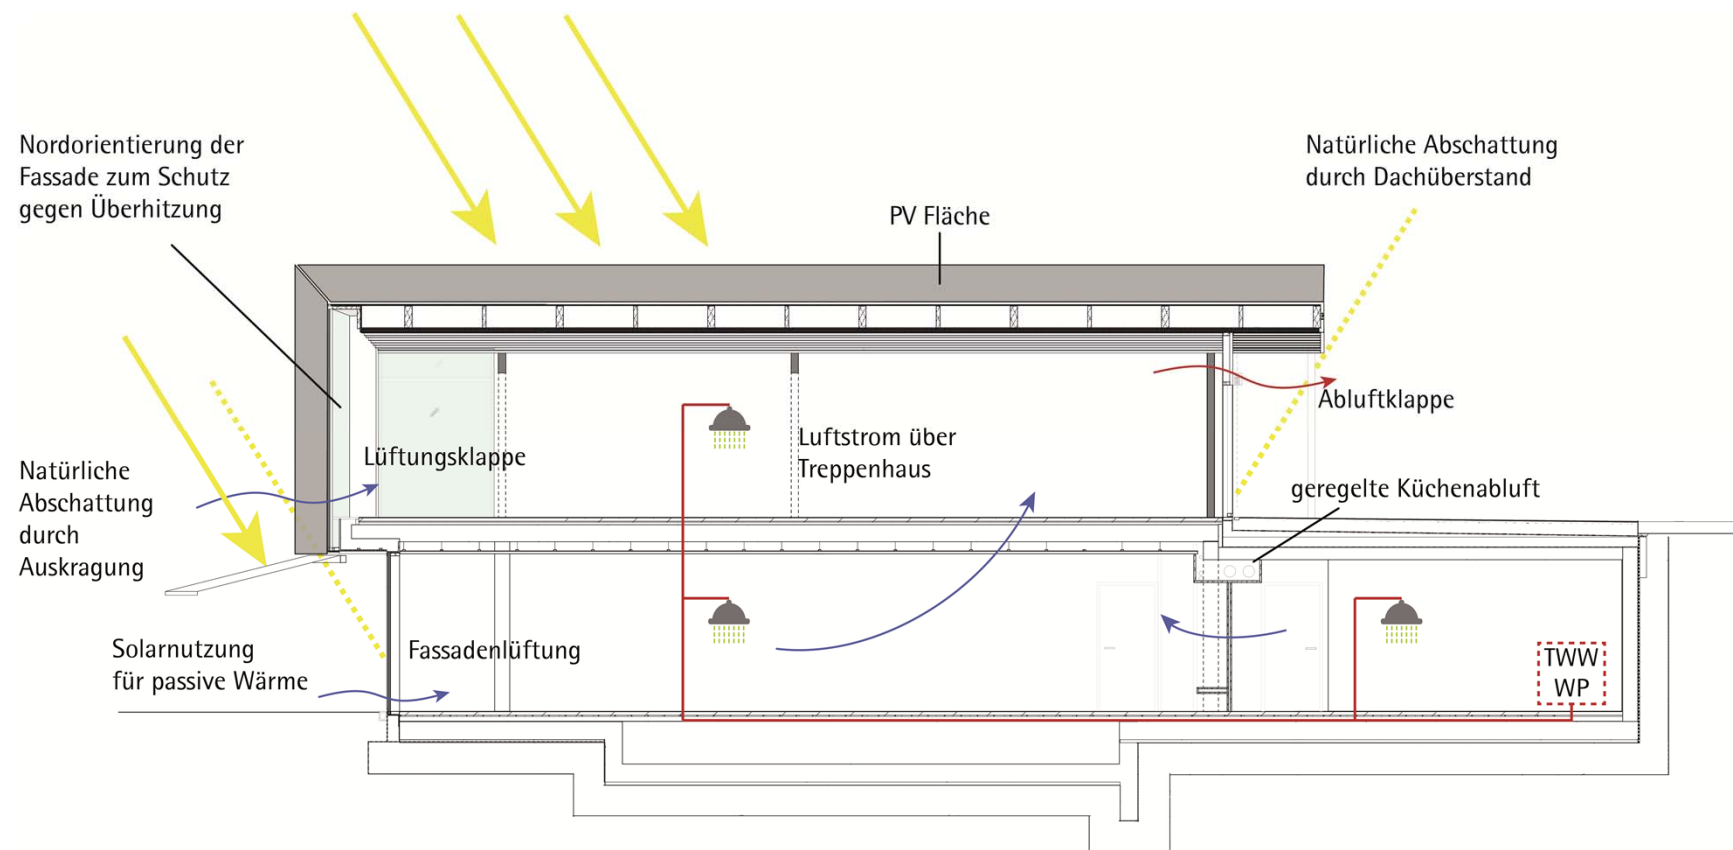 Nordorientierung der
Fassade zum Schutz
gegen Überhitzung
Natürliche Abschattung
durch Dachüberstand
PV Fläche
Abluftklappe
Luftstrom über
Treppenhaus
Lüftungsklappe
Natürliche
Abschattung
durch
Auskragung
geregelte Küchenabluft
Solarnutzung
für passive Wärme
Fassadenlüftung
TWW
WP